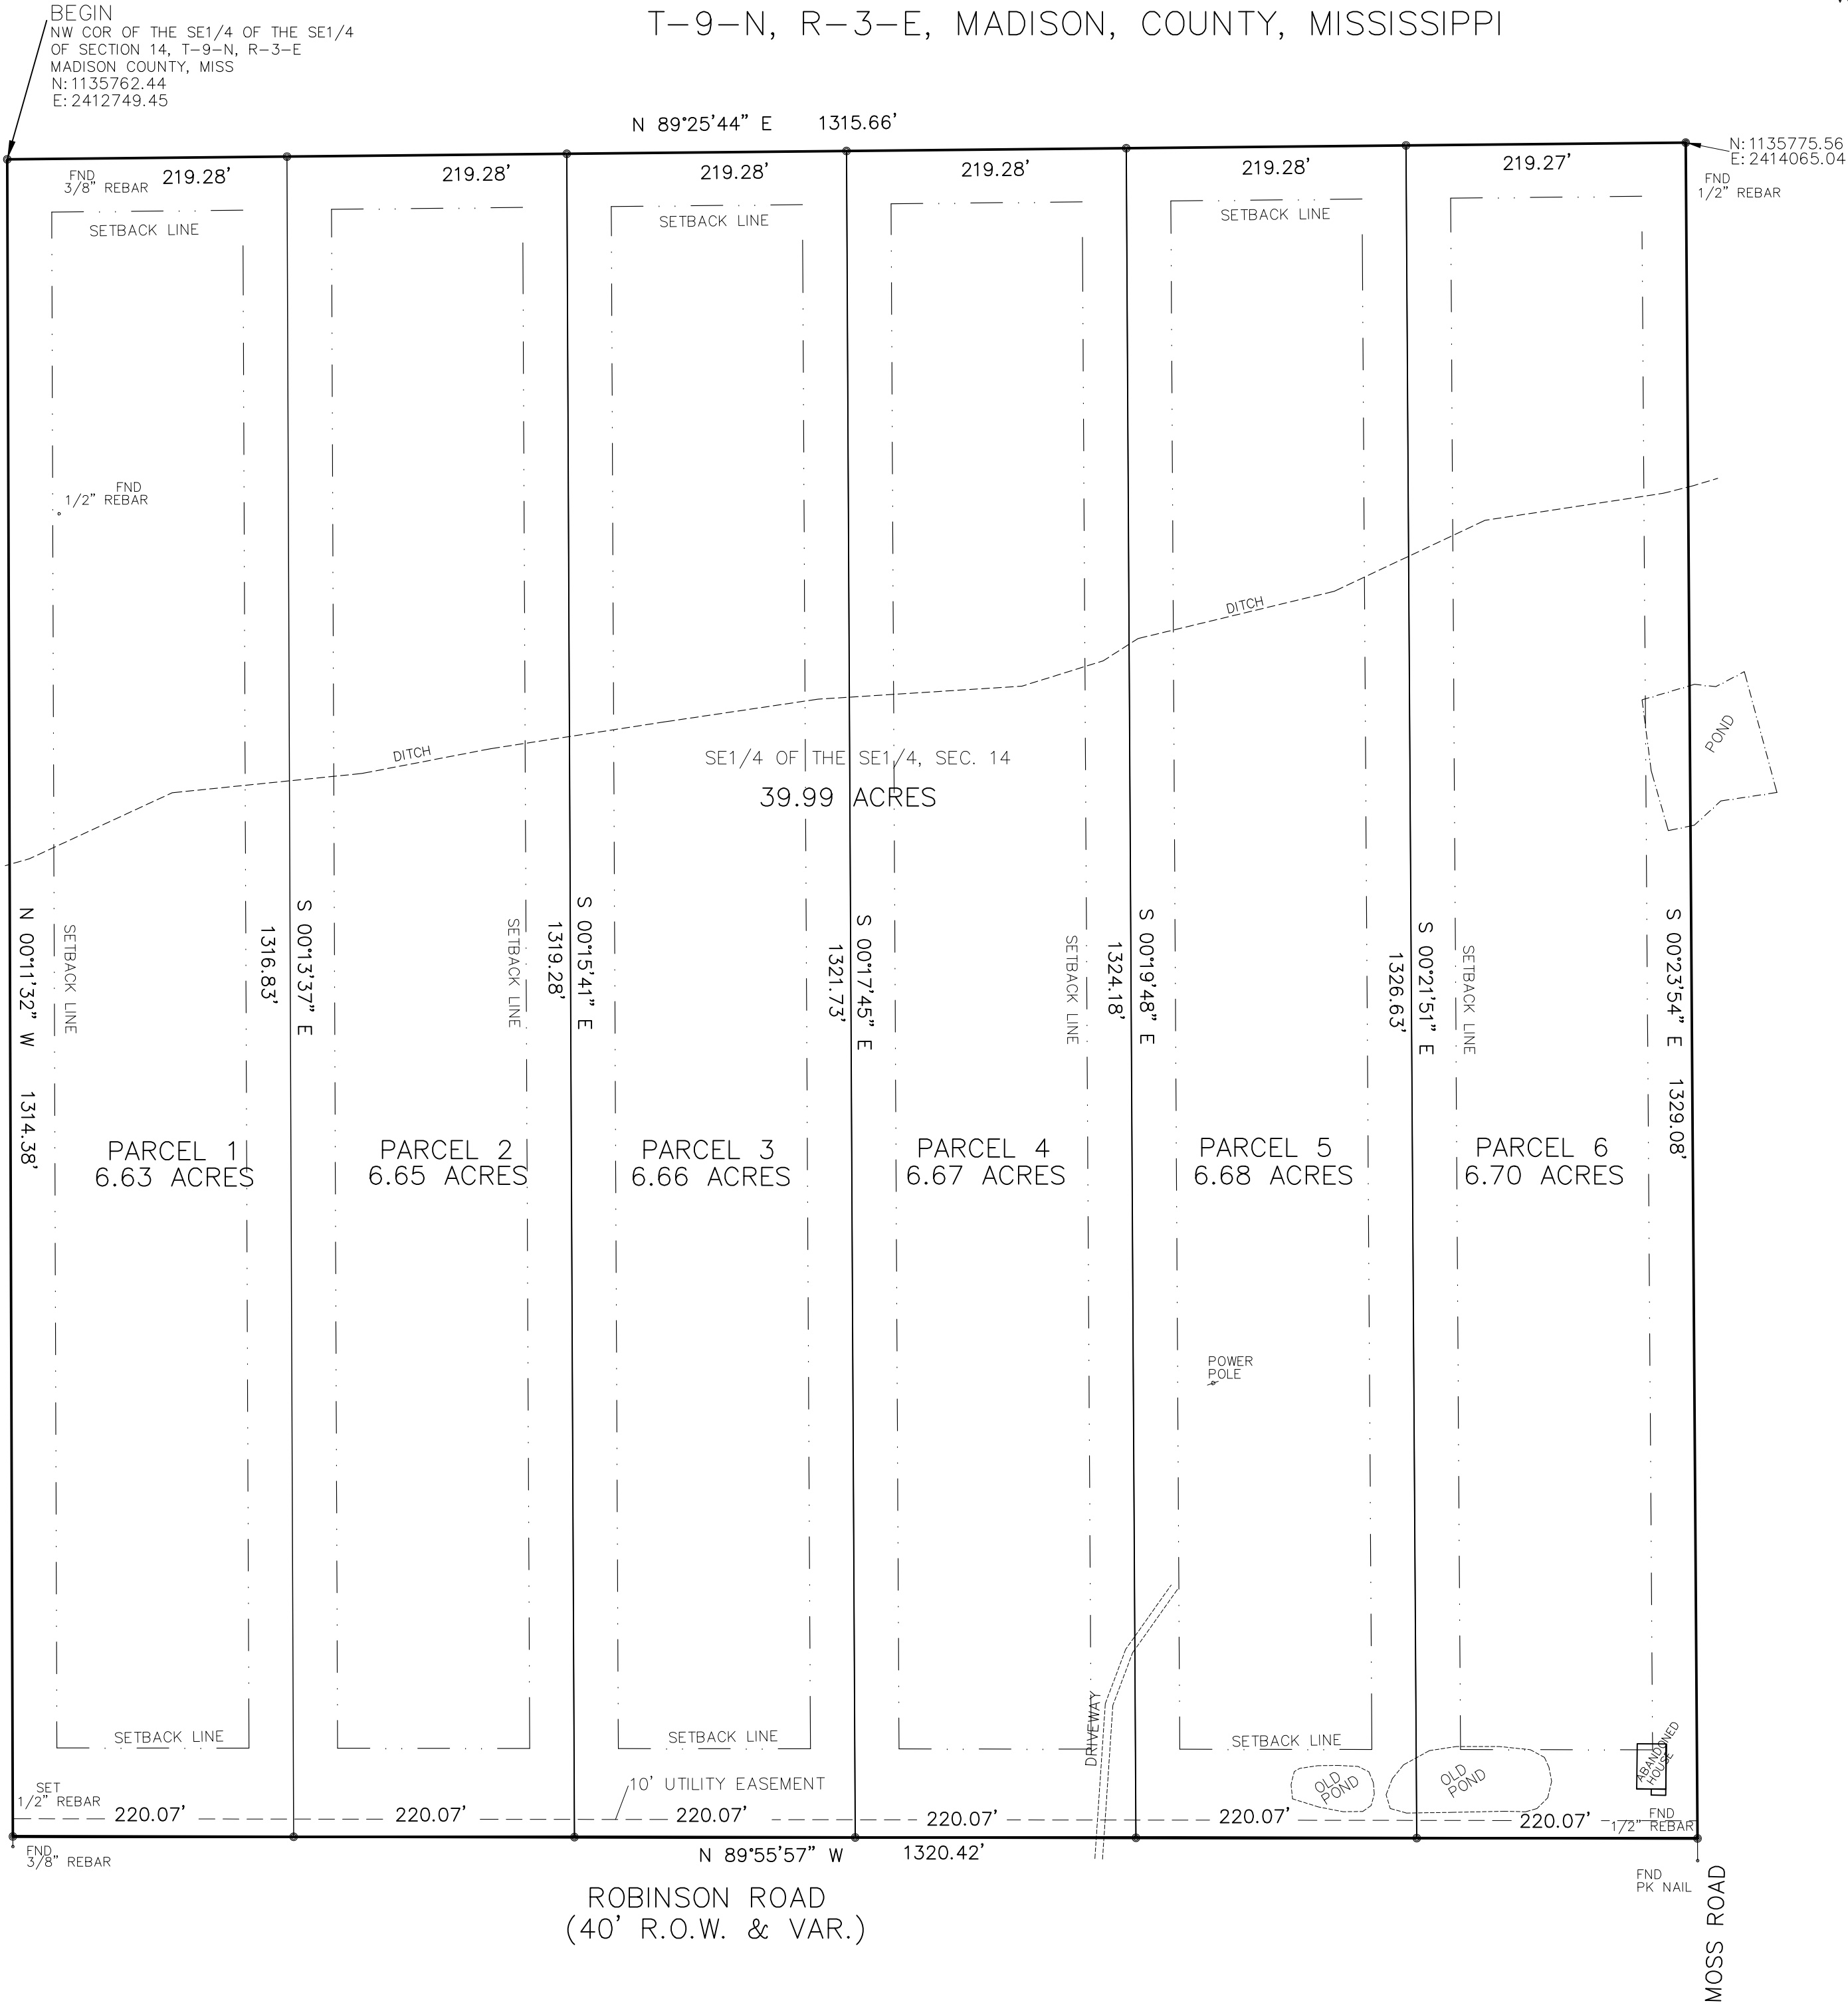 T-9-N, R-3-E, MADISON, COUNTY, MISSISSIPPI
BEGIN
NW COR OF THE SE1/4 OF THE SE1/4
OF SECTION 14, T-9-N, R-3-E
MADISON COUNTY, MISS
N:1135762.44
E:2412749.45
N 89°25'44" E 1315.66'
N:1135775.56
E:2414065.04
FND
1/2" REBAR
FND
3/8" REBAR
219.28'
219.28'
219.28'
219.28'
219.28'
219.27'
SETBACK LINE
SETBACK LINE
SETBACK LINE
FND
1/2" REBAR
DITCH
DITCH
POND
SE1/4 OF THE SE1/4, SEC. 14
39.99 ACRES
N 00°11'32" W 1314.38'
SETBACK LINE
1316.83'
S 00°13'37" E
SETBACK LINE
1319.28'
S 00°15'41" E
1321.73'
S 00°17'45" E
SETBACK LINE
1324.18'
S 00°19'48" E
1326.63'
S 00°21'51" E
SETBACK LINE
S 00°23'54" E 1329.08'
PARCEL 1
6.63 ACRES
PARCEL 2
6.65 ACRES
PARCEL 3
6.66 ACRES
PARCEL 4
6.67 ACRES
PARCEL 5
6.68 ACRES
PARCEL 6
6.70 ACRES
POWER
POLE
DRIVEWAY
SETBACK LINE
SETBACK LINE
SETBACK LINE
OLD
POND
OLD
POND
ABANDONED
HOUSE
SET
1/2" REBAR
10' UTILITY EASEMENT
220.07'
220.07'
220.07'
220.07'
220.07'
220.07'
FND
1/2" REBAR
FND
3/8" REBAR
N 89°55'57" W 1320.42'
FND
PK NAIL
ROBINSON ROAD
(40' R.O.W. & VAR.)
MOSS ROAD